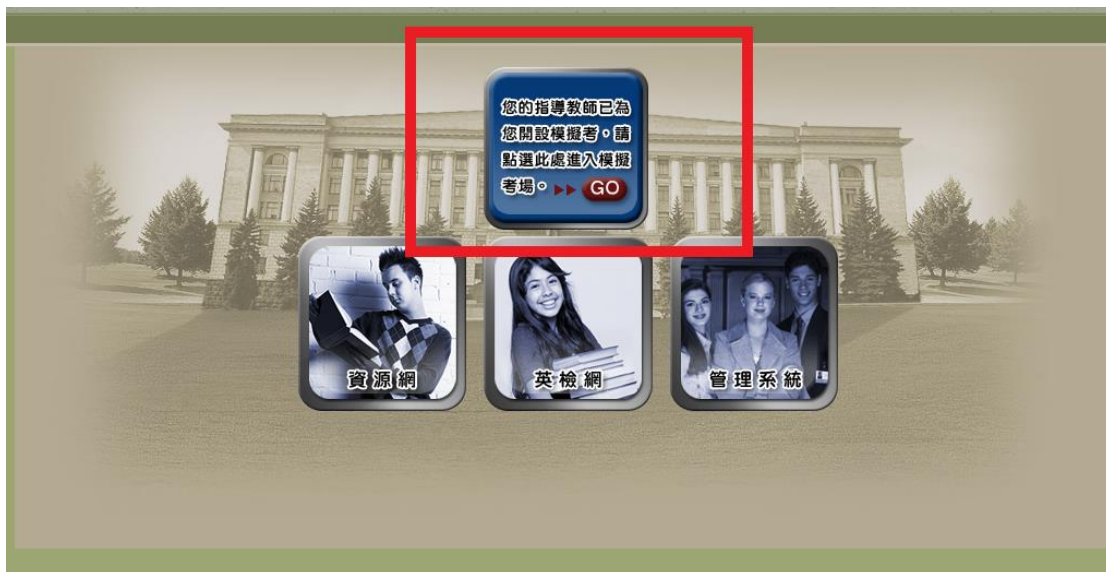 您的指導教師已為
您開設模擬考，請
點選此處進入模擬
考場。 GO
資源網
英檢網
管理系統